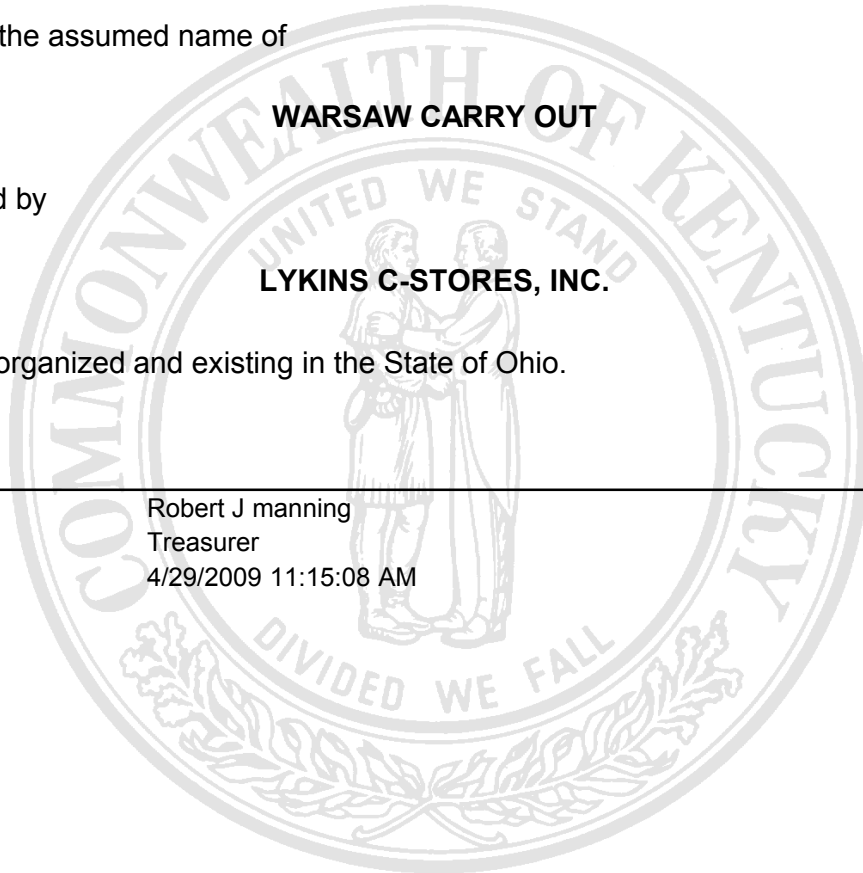 the assumed name of
WARSAW CARRY OUT
d by
LYKINS C-STORES, INC.
organized and existing in the State of Ohio.
Robert J manning
Treasurer
4/29/2009 11:15:08 AM
COMMONWEALTH OF KENTUCKY
UNITED WE STAND
DIVIDED WE FALL